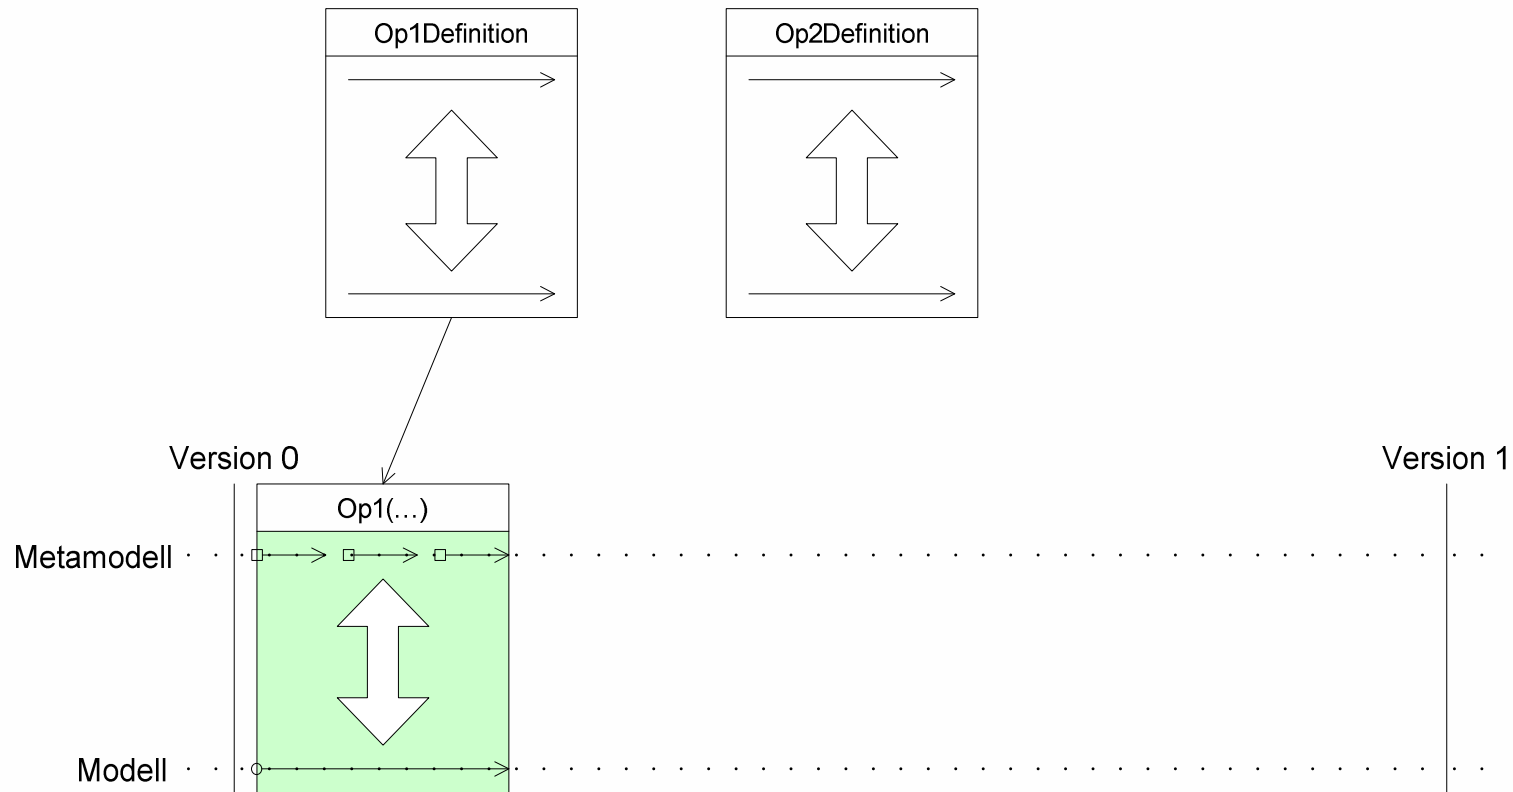 Op1Definition
Op2Definition
Version 0
Version 1
Op1(…)
Metamodell
Modell